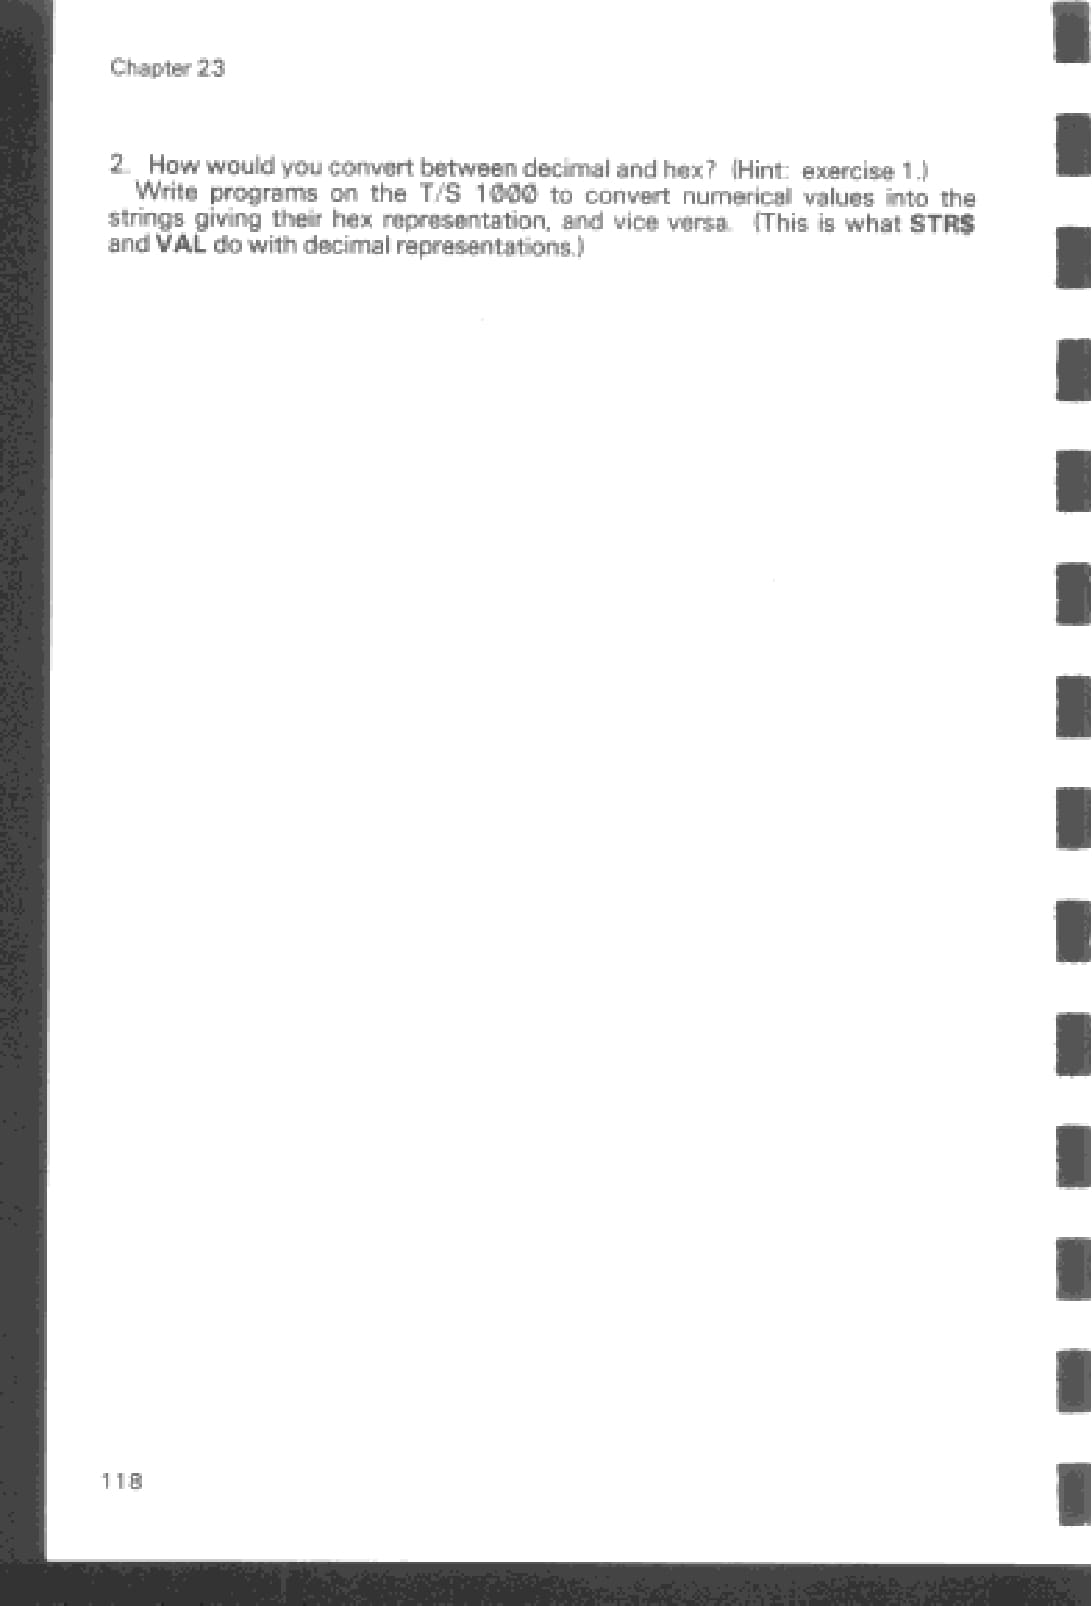 Chapter 23
2. How would you convert between decimal and hex? (Hint: exercise 1.)
Write programs on the T/S 1000 to convert numerical values into the
strings giving their hex representation, and vice versa. (This is what STR$
and VAL do with decimal representations.)
118